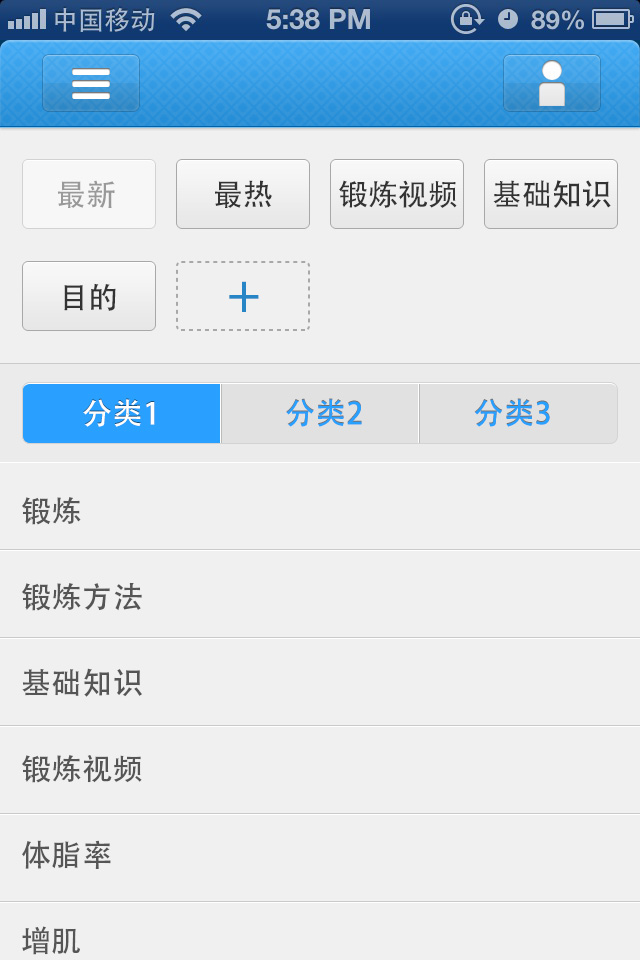 中国移动 5:38 PM 89%
最新 最热 锻炼视频 基础知识
目的 +
分类1 分类2 分类3
锻炼
锻炼方法
基础知识
锻炼视频
体脂率
增肌